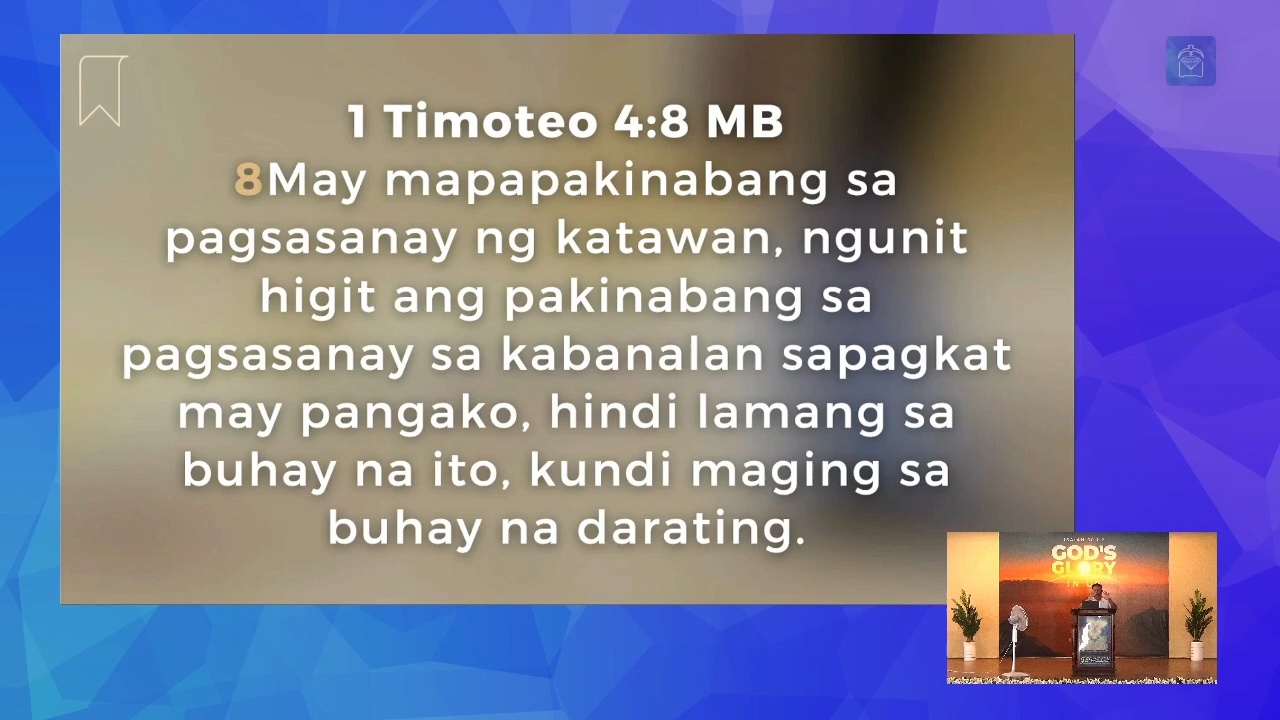 1 Timoteo 4:8 MB
8May mapapakinabang sa
pagsasanay ng katawan, ngunit
higit ang pakinabang sa
pagsasanay sa kabanalan sapagkat
may pangako, hindi lamang sa
buhay na ito, kundi maging sa
buhay na darating.
GOD'S
GLORY
IN